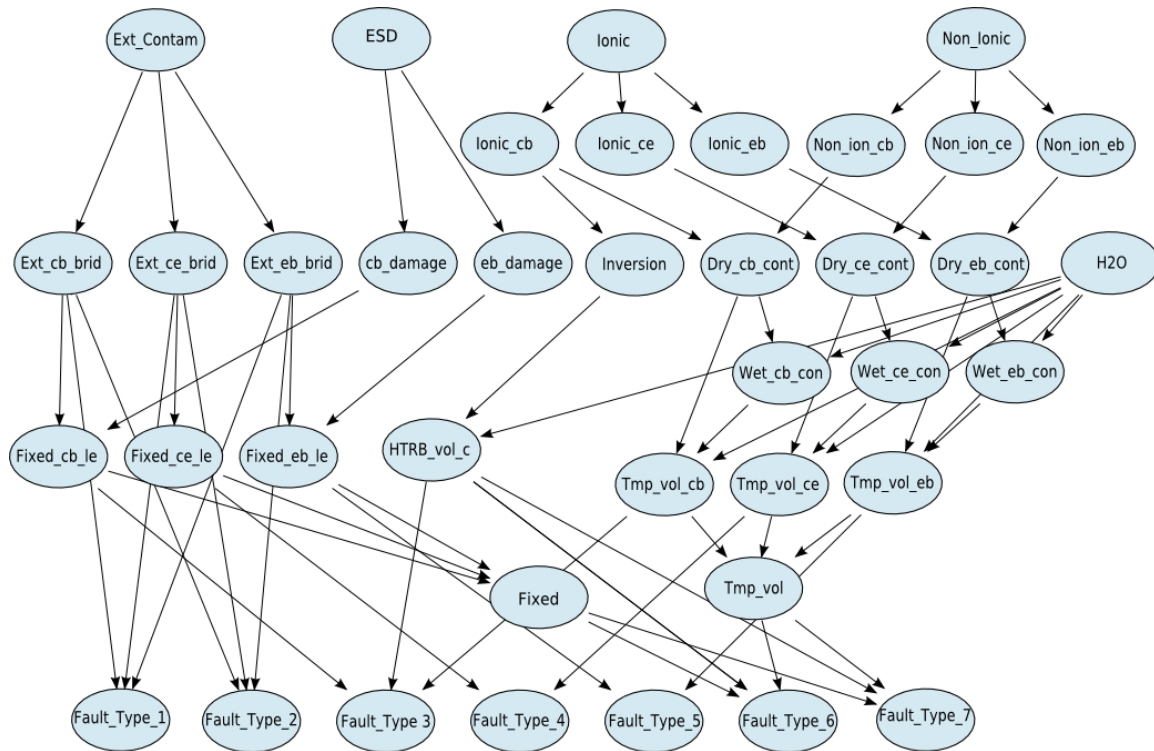 Ext_Contam
ESD
Ionic
Non_Ionic
Ionic_cb
Ionic_ce
Ionic_eb
Non_ion_cb
Non_ion_ce
Non_ion_eb
Ext_cb_brid
Ext_ce_brid
Ext_eb_brid
cb_damage
eb_damage
Inversion
Dry_cb_cont
Dry_ce_cont
Dry_eb_cont
H2O
Wet_cb_con
Wet_ce_con
Wet_eb_con
Fixed_cb_le
Fixed_ce_le
Fixed_eb_le
HTRB_vol_c
Tmp_vol_cb
Tmp_vol_ce
Tmp_vol_eb
Fixed
Tmp_vol
Fault_Type_1
Fault_Type_2
Fault_Type 3
Fault_Type_4
Fault_Type_5
Fault_Type_6
Fault_Type_7